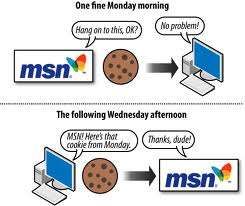 One fine Monday morning
Hang on to this, OK?
No problem!
msn
The following Wednesday afternoon
MSN! Here's that
cookie from Monday.
Thanks, dude!
msn